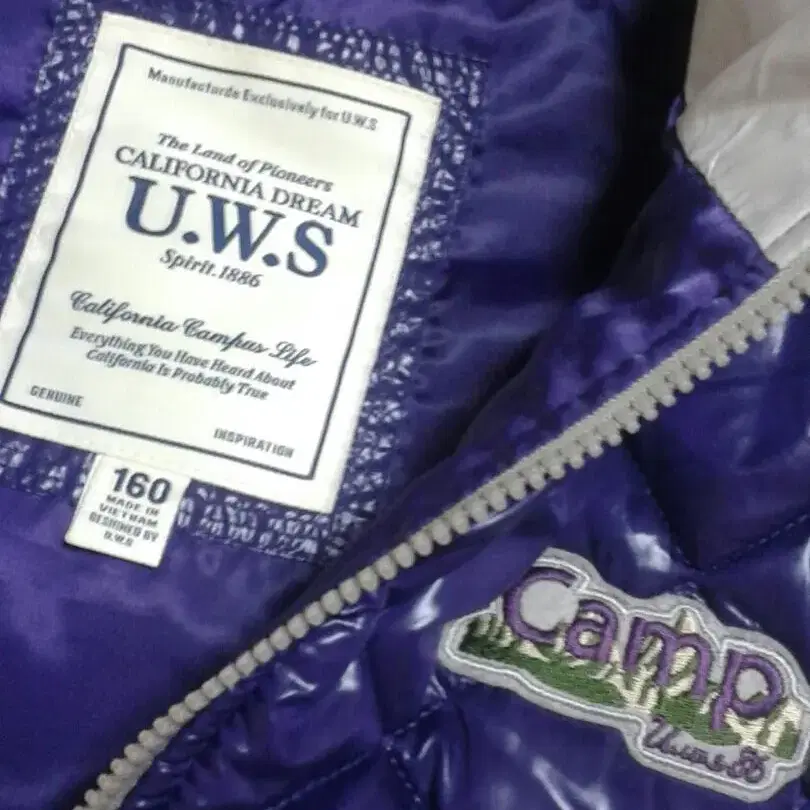 Manufacturde Exclusively for U.W.S
The Land of Pioneers
CALIFORNIA DREAM
U.W.S
Spirit.1886
California Campus Life
Everything You Have Heard About
California Is Probably True
GENUINE
INSPIRATION
160
MADE IN
VIETNAM
DESIGNED BY
U.W.S
Camp